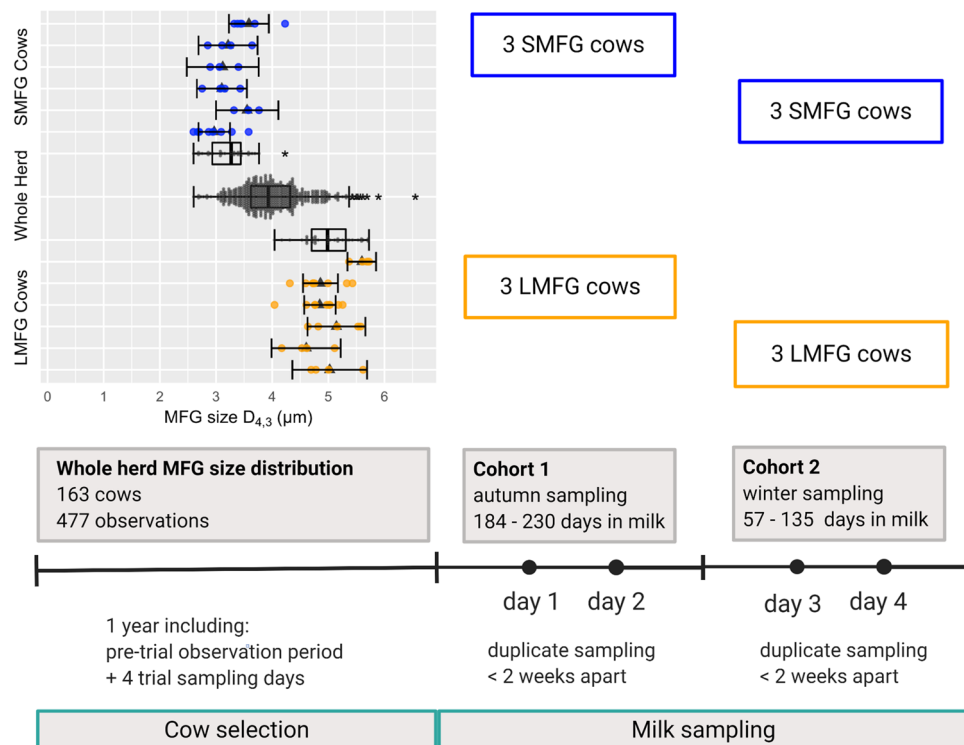 SMFG Cows
Whole Herd
LMFG Cows
*
*
*
0 1 2 3 4 5 6
MFG size D4,3 (μm)
3 SMFG cows
3 SMFG cows
3 LMFG cows
3 LMFG cows
Whole herd MFG size distribution
163 cows
477 observations
Cohort 1
autumn sampling
184 - 230 days in milk
Cohort 2
winter sampling
57 - 135 days in milk
day 1 day 2
day 3 day 4
1 year including:
pre-trial observation period
+ 4 trial sampling days
duplicate sampling
< 2 weeks apart
duplicate sampling
< 2 weeks apart
Cow selection
Milk sampling